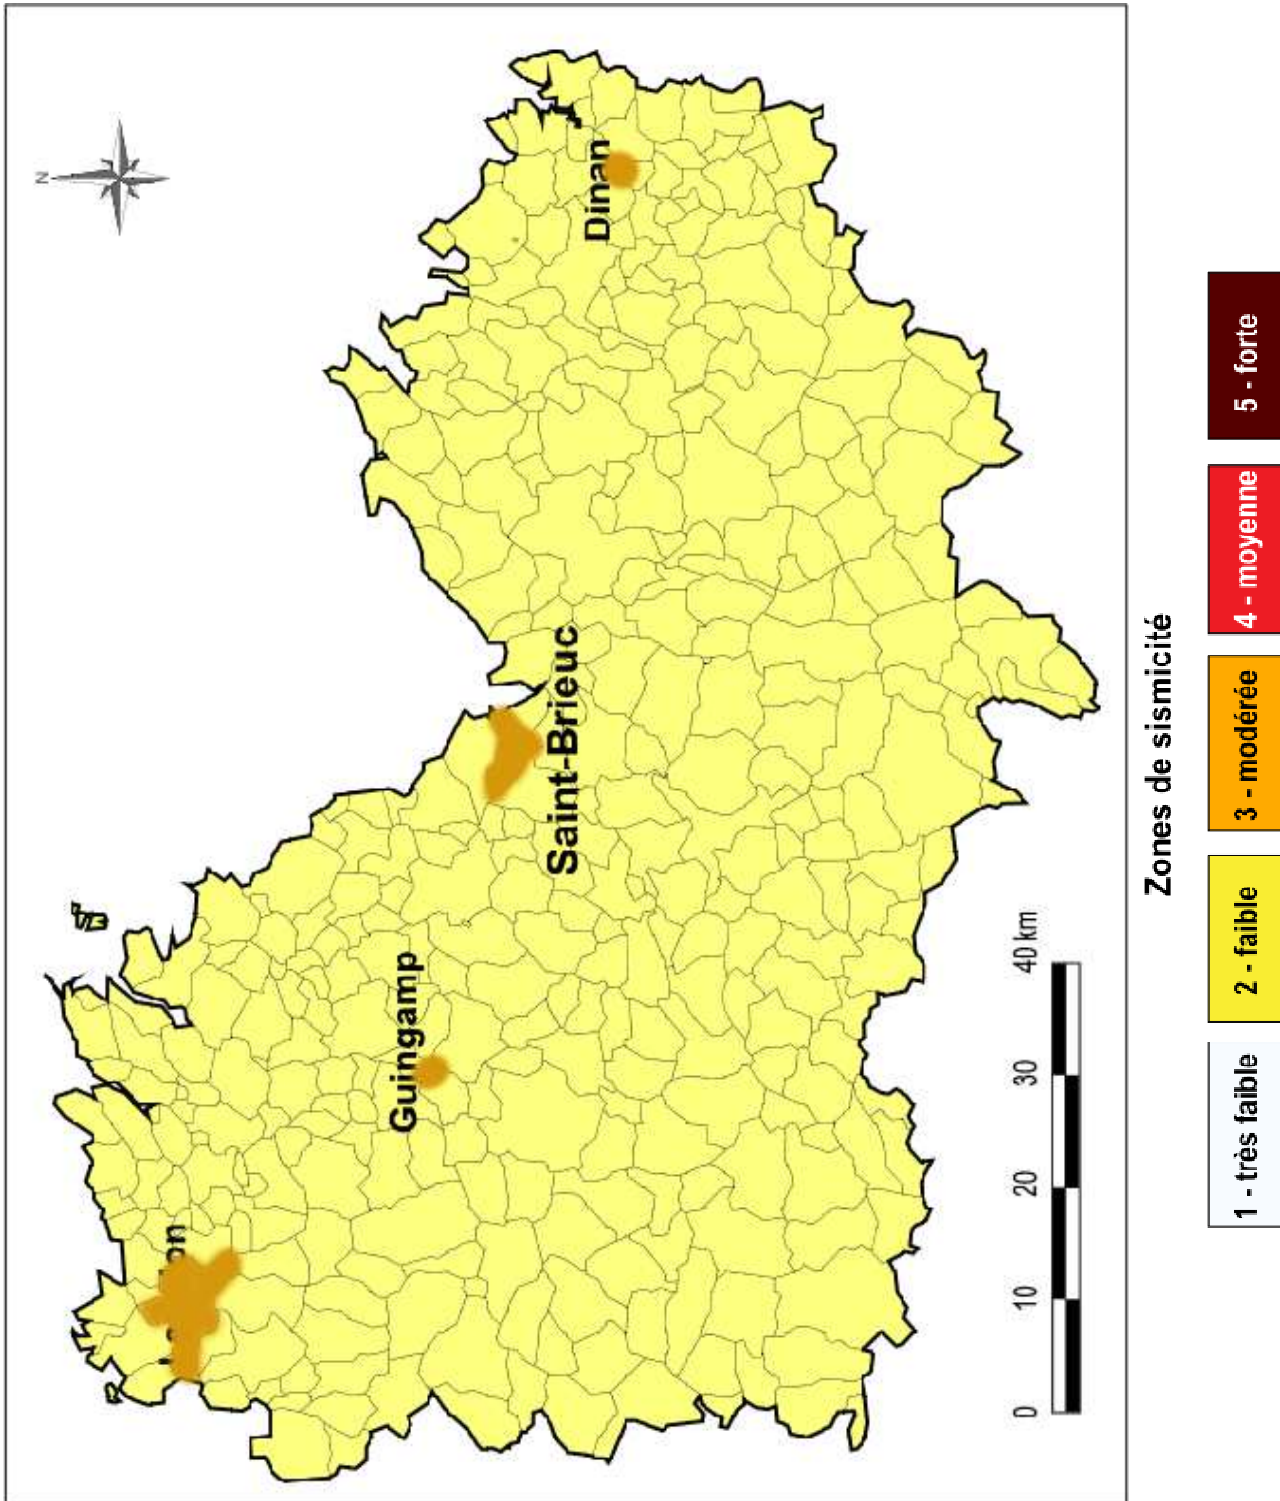 N
Dinan
Saint-Brieuc
Guingamp
0 10 20 30 40 km
Zones de sismicité
1 - très faible
2 - faible
3 - modérée
4 - moyenne
5 - forte